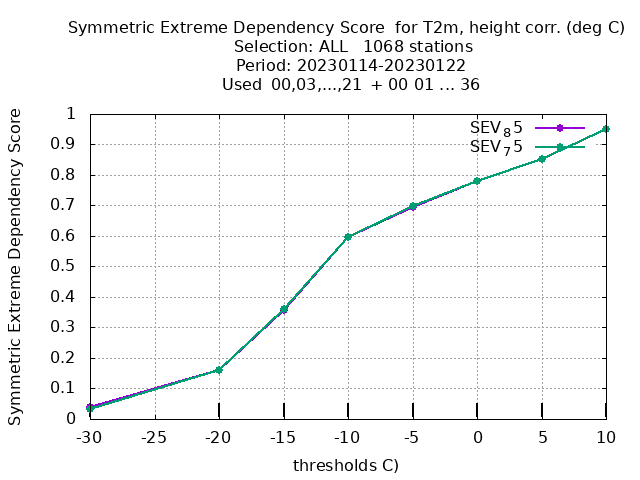 Symmetric Extreme Dependency Score  for T2m, height corr. (deg C)
Selection: ALL   1068 stations
Period: 20230114-20230122
Used  00,03,...,21  + 00 01 ... 36
Symmetric Extreme Dependency Score
1
0.9
0.8
0.7
0.6
0.5
0.4
0.3
0.2
0.1
0
SEV₈5
SEV₇5
-30 -25 -20 -15 -10 -5 0 5 10
thresholds C)